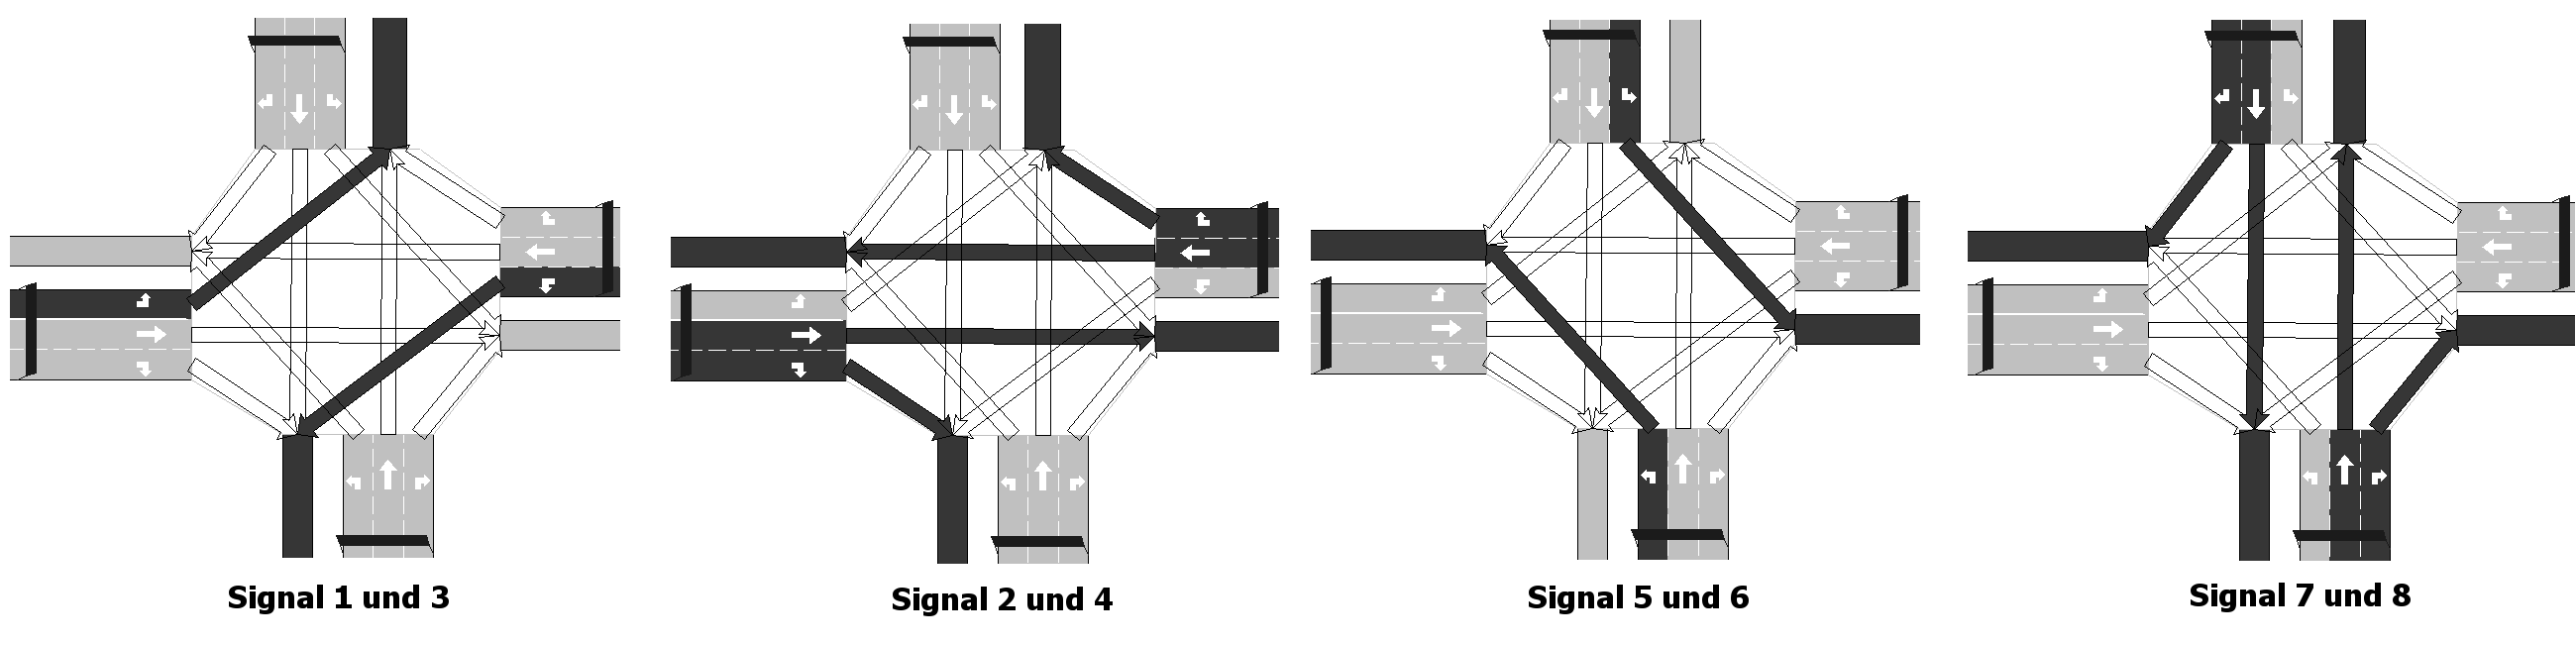 Signal 1 und 3
Signal 2 und 4
Signal 5 und 6
Signal 7 und 8